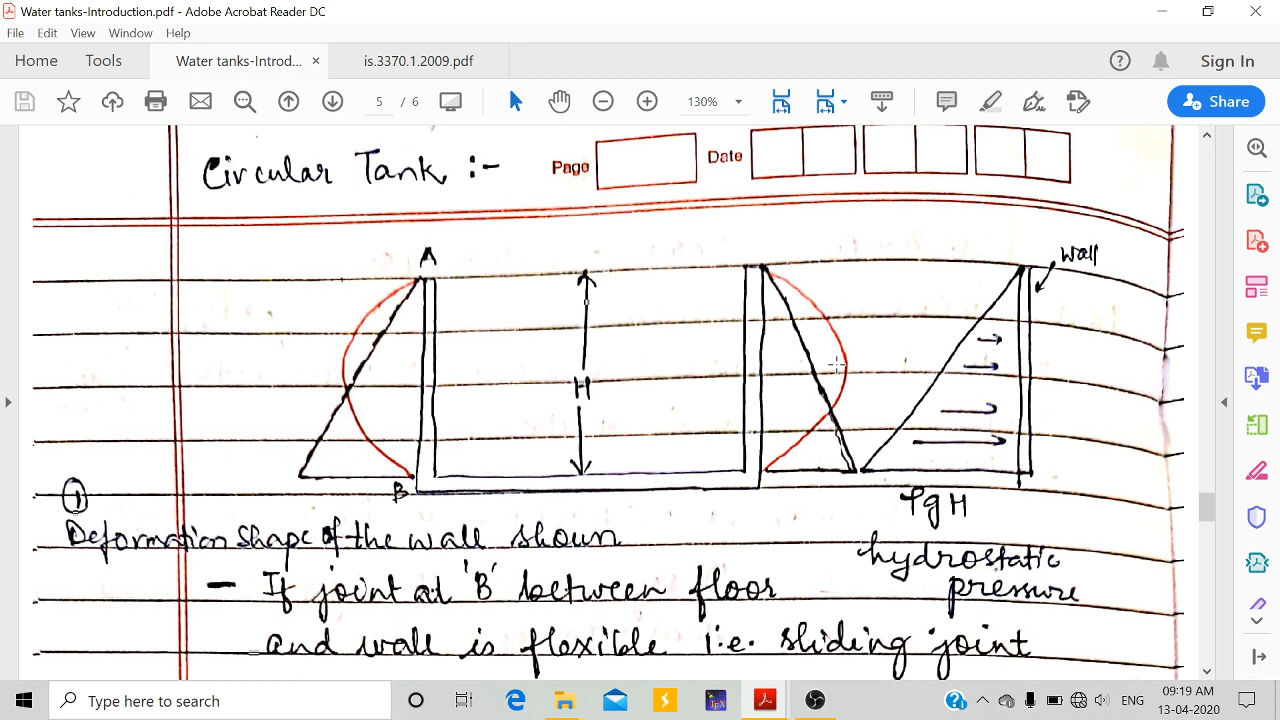 Water tanks-Introduction.pdf - Adobe Acrobat Reader DC
File Edit View Window Help
Home Tools Water tanks-Introd... × is.3370.1.2009.pdf Sign In
5 / 6 130% Share
Circular Tank :-
Page Date
A
wall
H
B
ρgH
①
Deformation shape of the wall shown
hydrostatic
pressure
- If joint at 'B' between floor
and wall is flexible i.e. sliding joint
Type here to search
ENG
09:19 AM
13-04-2020